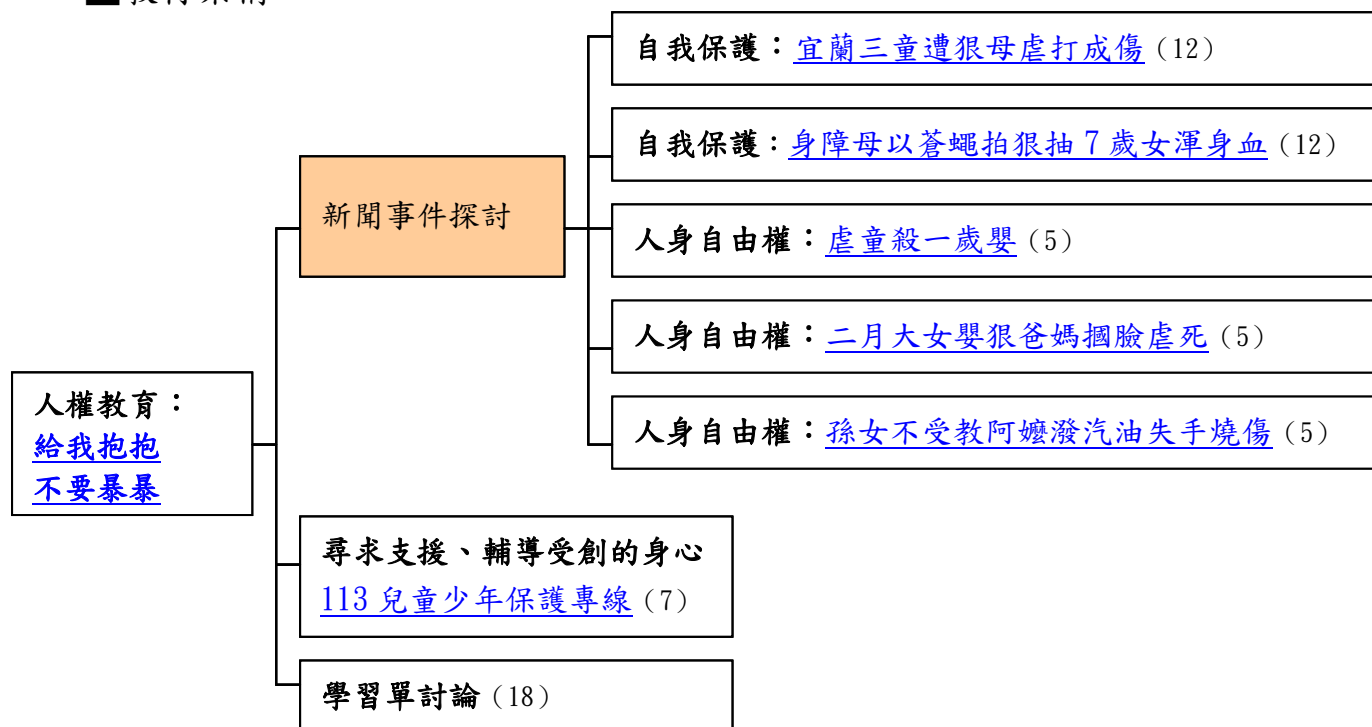 自我保護：宜蘭三童遭狠母虐打成傷(12)
自我保護：身障母以蒼蠅拍狠抽7歲女渾身血(12)
新聞事件探討
人身自由權：虐童殺一歲嬰(5)
人身自由權：二月大女嬰狠爸媽摑臉虐死(5)
人身自由權：孫女不受教阿嬤潑汽油失手燒傷(5)
人權教育：
給我抱抱
不要暴暴
尋求支援、輔導受創的身心
113兒童少年保護專線(7)
學習單討論(18)